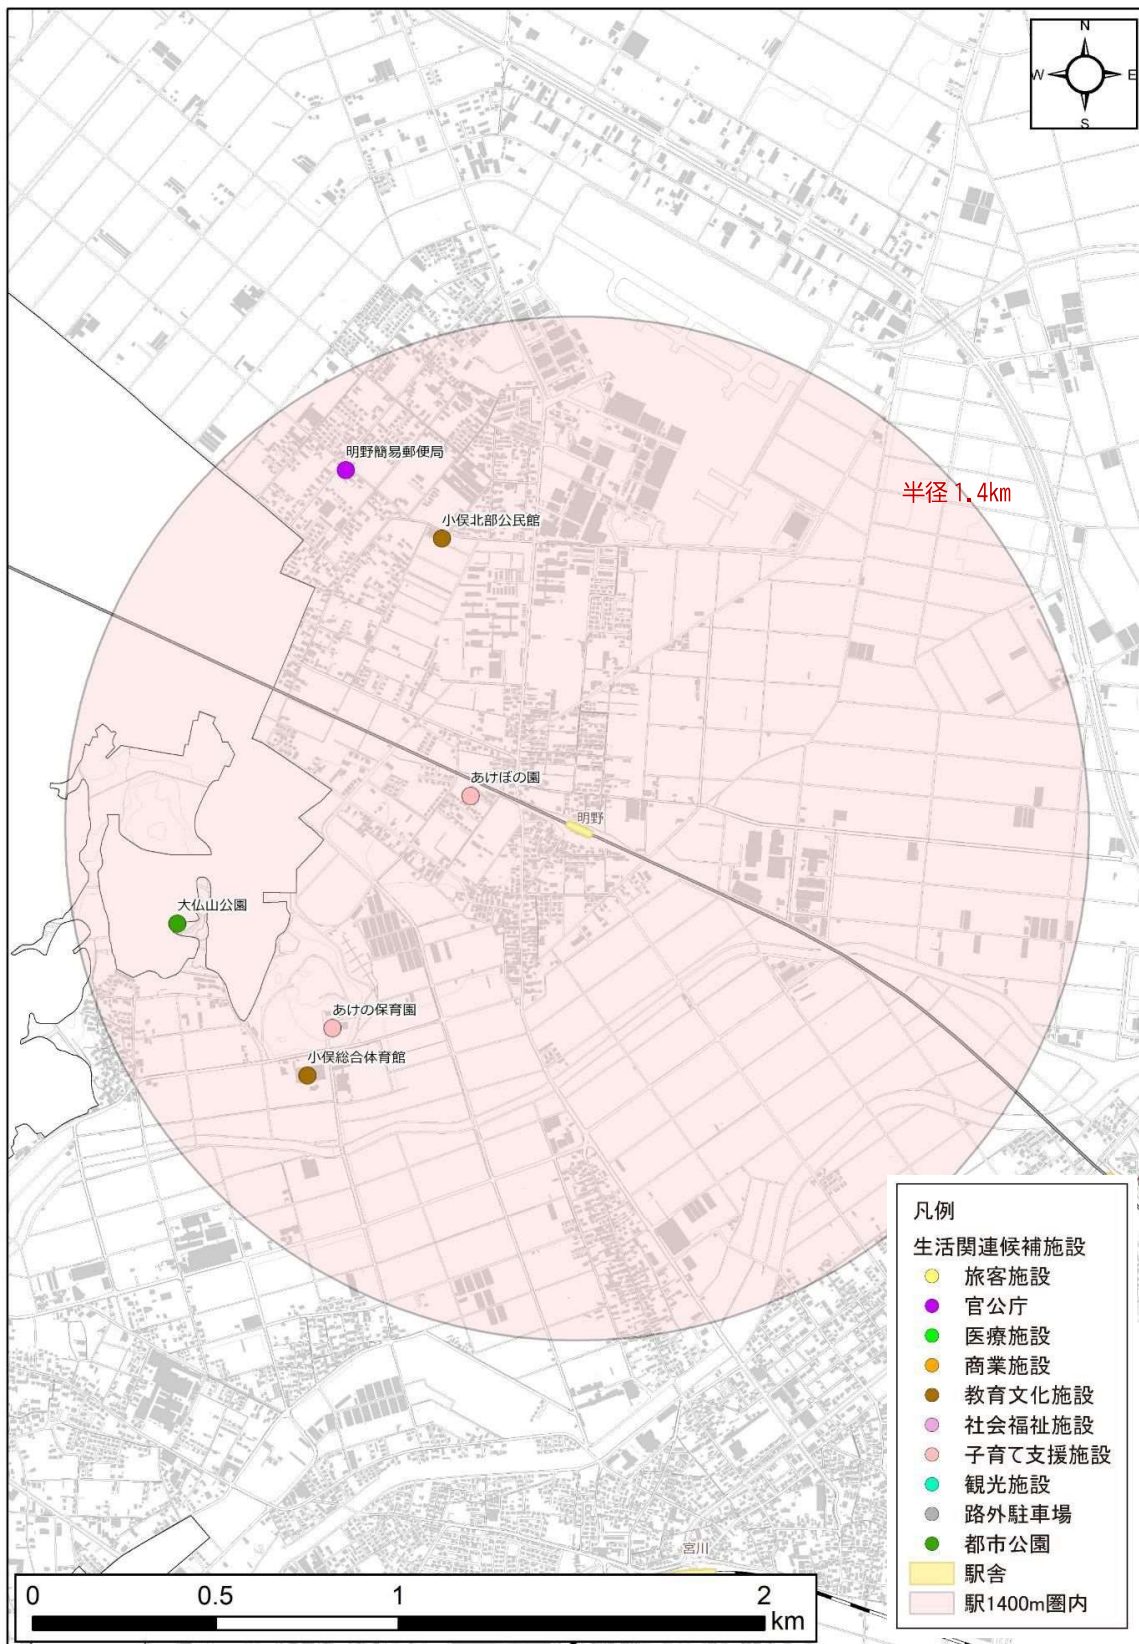 N
W
E
S
明野簡易郵便局
半径 1.4km
小俣北部公民館
あけぼの園
明野
大仏山公園
あけの保育園
小俣総合体育館
凡例
生活関連候補施設
旅客施設
官公庁
医療施設
商業施設
教育文化施設
社会福祉施設
子育て支援施設
観光施設
路外駐車場
都市公園
駅舎
駅1400m圏内
宮川
0 0.5 1 2
km